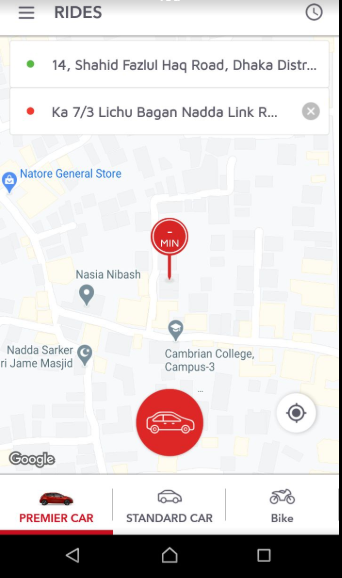 RIDES
14, Shahid Fazlul Haq Road, Dhaka Distr...
Ka 7/3 Lichu Bagan Nadda Link R...
Natore General Store
-
MIN
Nasia Nibash
Nadda Sarker
ri Jame Masjid
Cambrian College,
Campus-3
...
Google
PREMIER CAR
STANDARD CAR
Bike